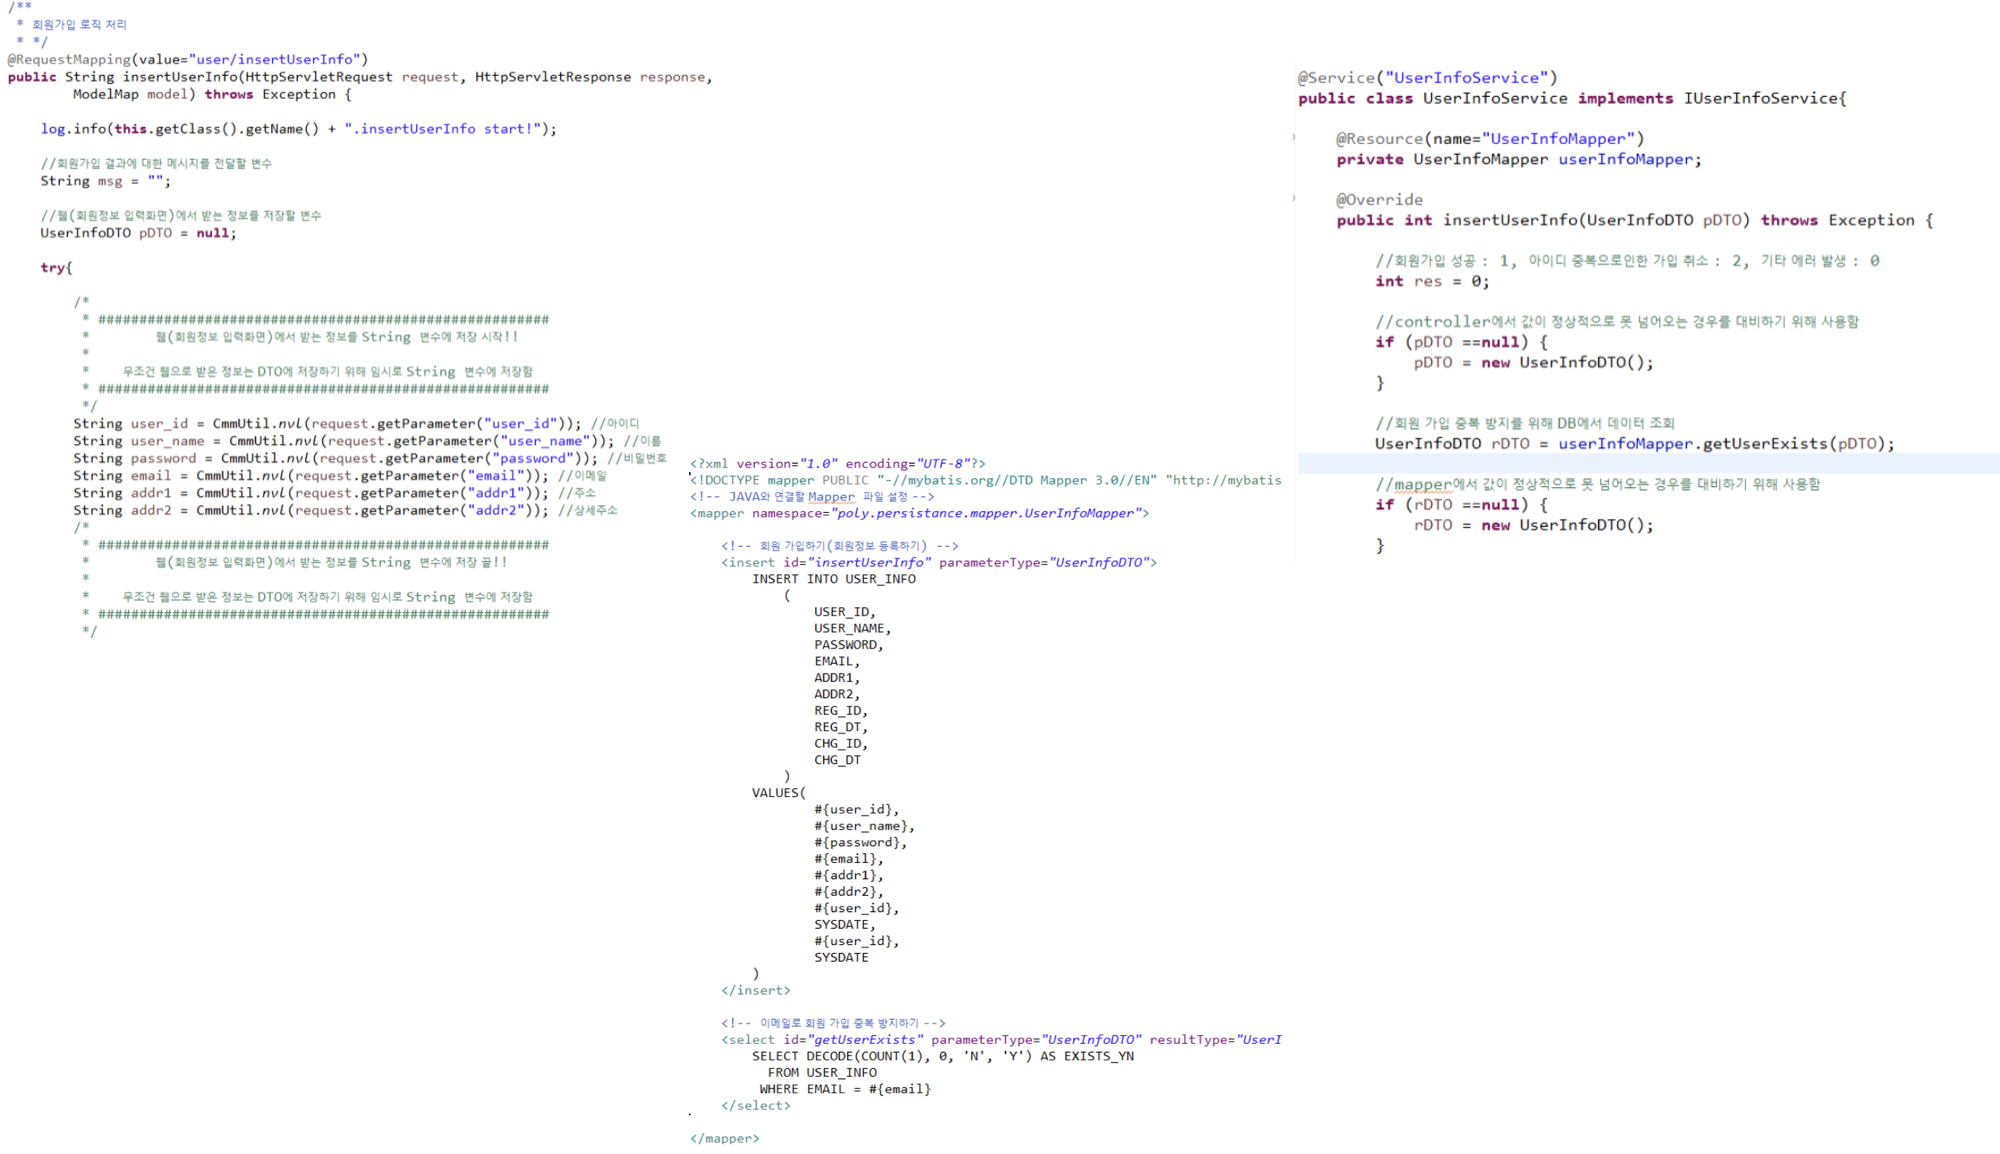 /**
 * 회원가입 로직 처리
 * */
@RequestMapping(value="user/insertUserInfo")
public String insertUserInfo(HttpServletRequest request, HttpServletResponse response,
        ModelMap model) throws Exception {
    log.info(this.getClass().getName() + ".insertUserInfo start!");
    //회원가입 결과에 대한 메시지를 전달할 변수
    String msg = "";
    //웹(회원정보 입력화면)에서 받는 정보를 저장할 변수
    UserInfoDTO pDTO = null;
    try{
        /*
         * #######################################################
         *        웹(회원정보 입력화면)에서 받는 정보를 String 변수에 저장 시작!!
         *
         *    무조건 웹으로 받은 정보는 DTO에 저장하기 위해 임시로 String 변수에 저장함
         * #######################################################
         */
        String user_id = CmmUtil.nvl(request.getParameter("user_id")); //아이디
        String user_name = CmmUtil.nvl(request.getParameter("user_name")); //이름
        String password = CmmUtil.nvl(request.getParameter("password")); //비밀번호
        String email = CmmUtil.nvl(request.getParameter("email")); //이메일
        String addr1 = CmmUtil.nvl(request.getParameter("addr1")); //주소
        String addr2 = CmmUtil.nvl(request.getParameter("addr2")); //상세주소
        /*
         * #######################################################
         *        웹(회원정보 입력화면)에서 받는 정보를 String 변수에 저장 끝!!
         *
         *    무조건 웹으로 받은 정보는 DTO에 저장하기 위해 임시로 String 변수에 저장함
         * #######################################################
         */
<?xml version="1.0" encoding="UTF-8"?>
<!DOCTYPE mapper PUBLIC "-//mybatis.org//DTD Mapper 3.0//EN" "http://mybatis
<!-- JAVA와 연결할 Mapper 파일 설정 -->
<mapper namespace="poly.persistance.mapper.UserInfoMapper">
    <!-- 회원 가입하기(회원정보 등록하기) -->
    <insert id="insertUserInfo" parameterType="UserInfoDTO">
        INSERT INTO USER_INFO
            (
                USER_ID,
                USER_NAME,
                PASSWORD,
                EMAIL,
                ADDR1,
                ADDR2,
                REG_ID,
                REG_DT,
                CHG_ID,
                CHG_DT
            )
        VALUES(
                #{user_id},
                #{user_name},
                #{password},
                #{email},
                #{addr1},
                #{addr2},
                #{user_id},
                SYSDATE,
                #{user_id},
                SYSDATE
        )
    </insert>
    <!-- 이메일로 회원 가입 중복 방지하기 -->
    <select id="getUserExists" parameterType="UserInfoDTO" resultType="UserI
        SELECT DECODE(COUNT(1), 0, 'N', 'Y') AS EXISTS_YN
          FROM USER_INFO
         WHERE EMAIL = #{email}
    </select>
</mapper>
@Service("UserInfoService")
public class UserInfoService implements IUserInfoService{
    @Resource(name="UserInfoMapper")
    private UserInfoMapper userInfoMapper;
    @Override
    public int insertUserInfo(UserInfoDTO pDTO) throws Exception {
        //회원가입 성공 : 1, 아이디 중복으로인한 가입 취소 : 2, 기타 에러 발생 : 0
        int res = 0;
        //controller에서 값이 정상적으로 못 넘어오는 경우를 대비하기 위해 사용함
        if (pDTO ==null) {
            pDTO = new UserInfoDTO();
        }
        //회원 가입 중복 방지를 위해 DB에서 데이터 조회
        UserInfoDTO rDTO = userInfoMapper.getUserExists(pDTO);
        //mapper에서 값이 정상적으로 못 넘어오는 경우를 대비하기 위해 사용함
        if (rDTO ==null) {
            rDTO = new UserInfoDTO();
        }